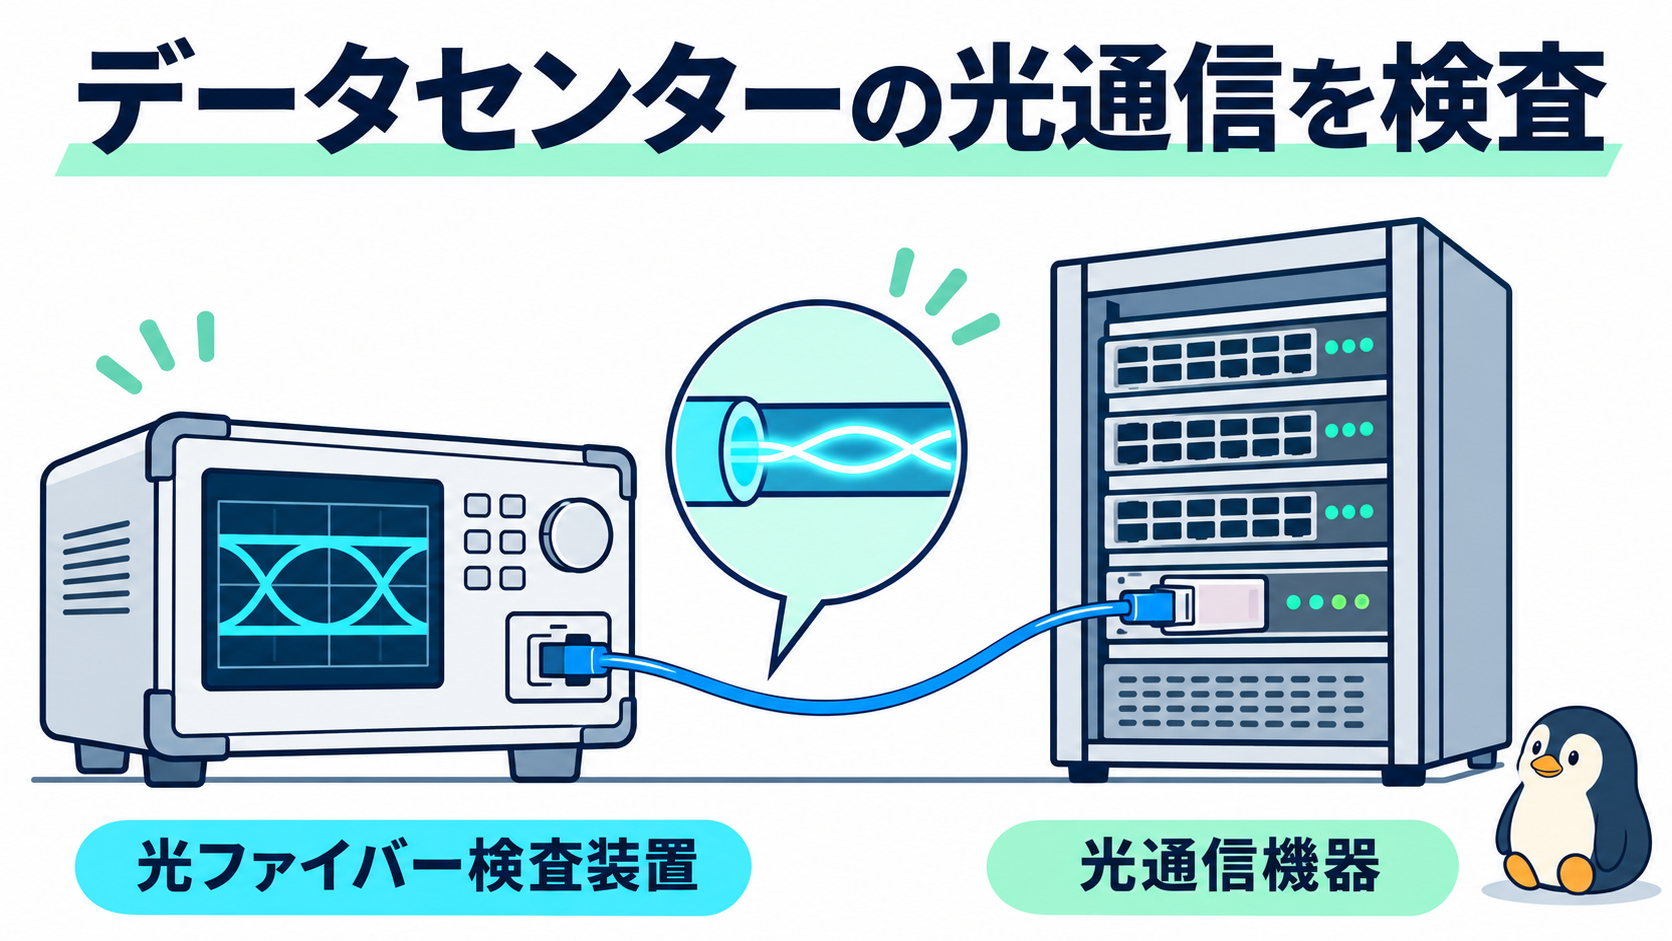 データセンターの光通信を検査
光ファイバー検査装置
光通信機器